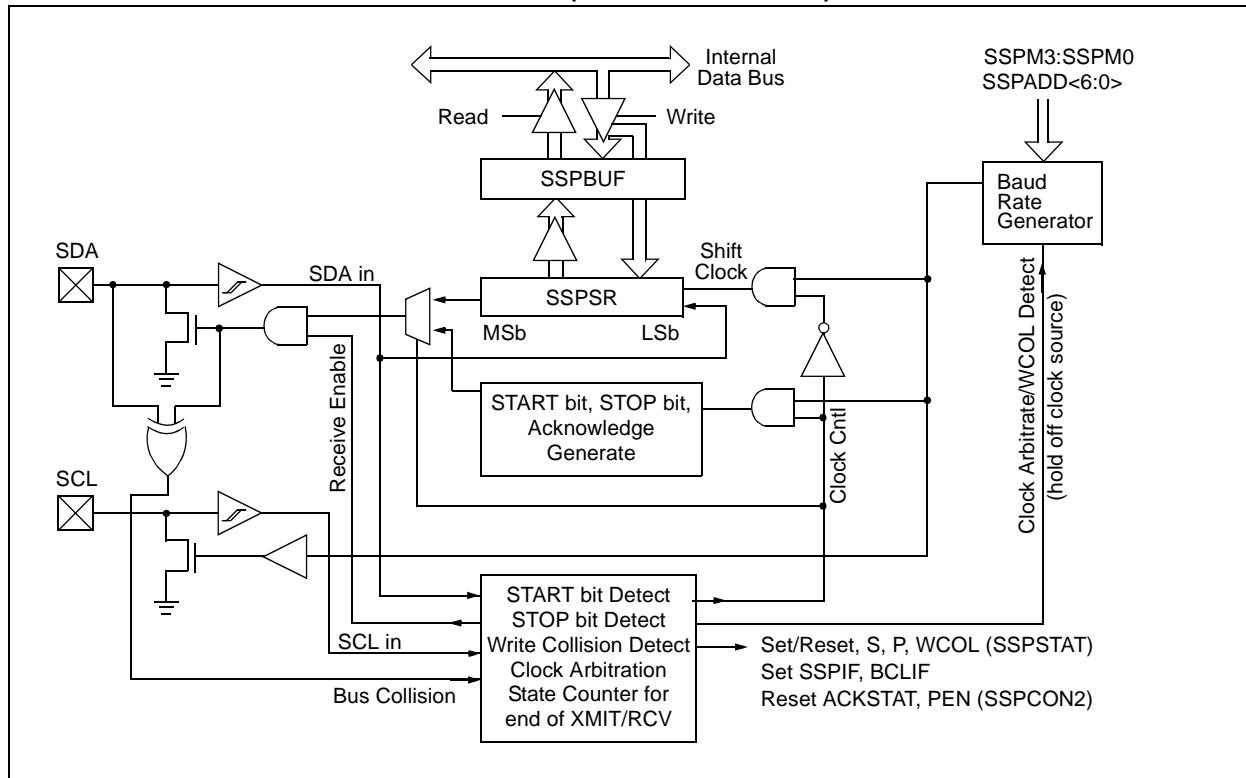 Internal
Data Bus
SSPM3:SSPM0
SSPADD<6:0>
Read
Write
SSPBUF
Baud
Rate
Generator
SDA
SDA in
Shift
Clock
SSPSR
MSb
LSb
START bit, STOP bit,
Acknowledge
Generate
Receive Enable
Clock Cntl
Clock Arbitrate/WCOL Detect
(hold off clock source)
SCL
SCL in
Bus Collision
START bit Detect
STOP bit Detect
Write Collision Detect
Clock Arbitration
State Counter for
end of XMIT/RCV
Set/Reset, S, P, WCOL (SSPSTAT)
Set SSPIF, BCLIF
Reset ACKSTAT, PEN (SSPCON2)